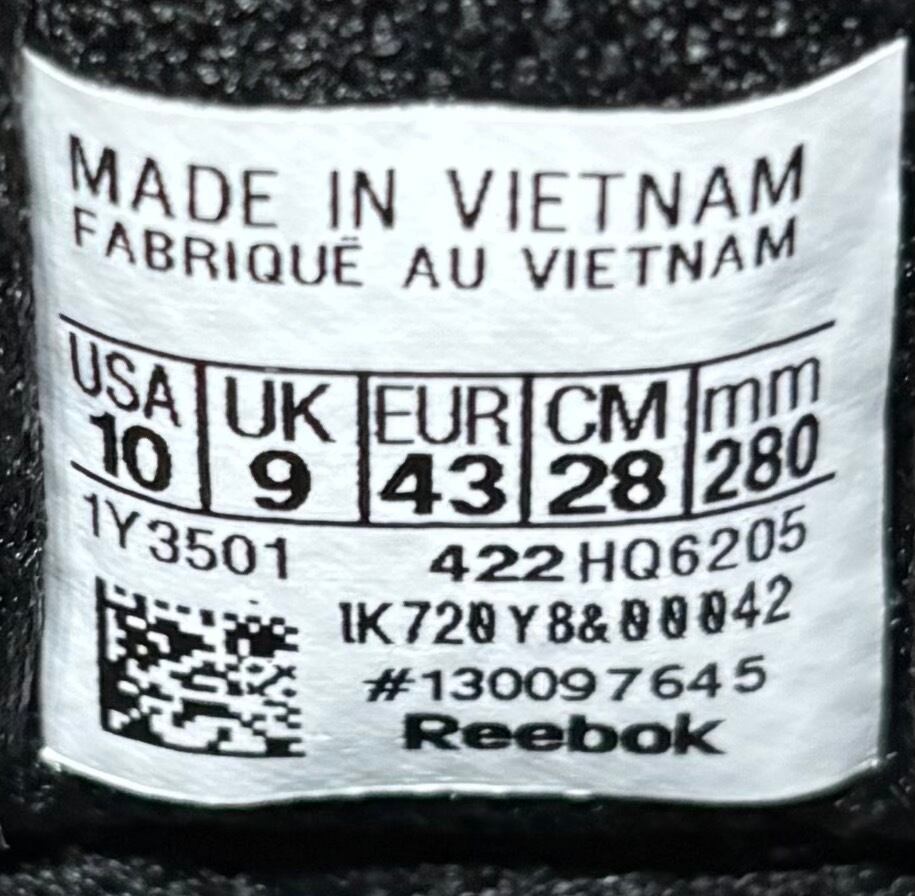 MADE IN VIETNAM
FABRIQUÉ AU VIETNAM
USA UK EUR CM mm
10 9 43 28 280
1Y3501 422 HQ6205
1K720Y8&00042
#130097645
Reebok